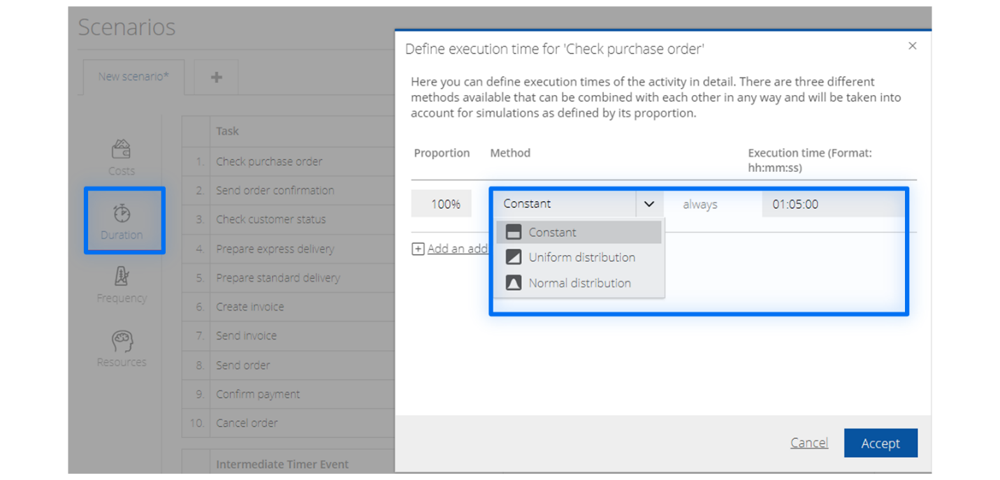 Scenarios
New scenario*
+
Costs
Duration
Frequency
Resources
Task
1. Check purchase order
2. Send order confirmation
3. Check customer status
4. Prepare express delivery
5. Prepare standard delivery
6. Create invoice
7. Send invoice
8. Send order
9. Confirm payment
10. Cancel order
Intermediate Timer Event
Define execution time for 'Check purchase order'
×
Here you can define execution times of the activity in detail. There are three different
methods available that can be combined with each other in any way and will be taken into
account for simulations as defined by its proportion.
Proportion Method Execution time (Format:
hh:mm:ss)
100% Constant always 01:05:00
Constant
Uniform distribution
Normal distribution
Add an add
Cancel Accept